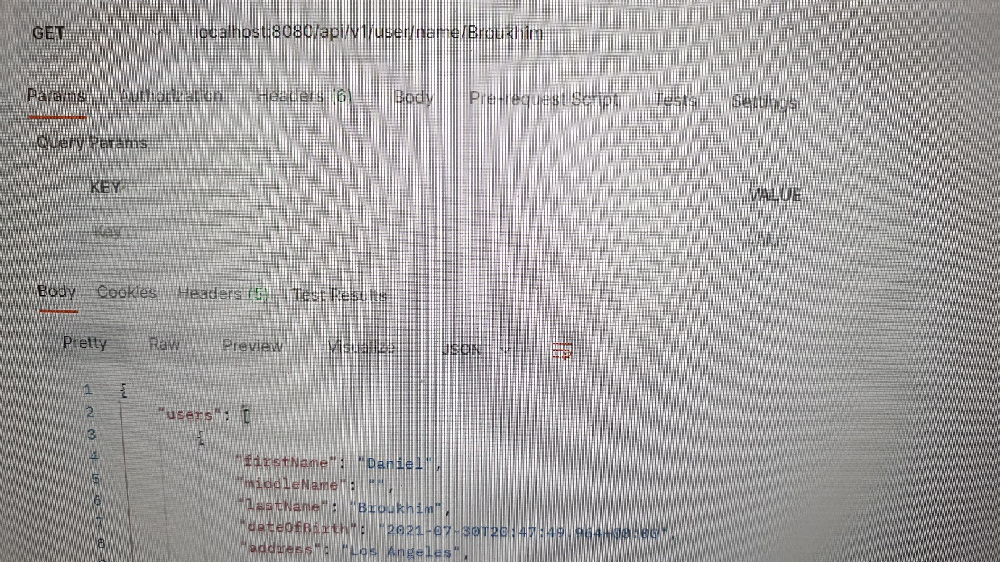 GET localhost:8080/api/v1/user/name/Broukhim
Params Authorization Headers (6) Body Pre-request Script Tests Settings
Query Params
KEY VALUE
Key Value
Body Cookies Headers (5) Test Results
Pretty Raw Preview Visualize JSON
1 {
2 "users": [
3 {
4 "firstName": "Daniel",
5 "middleName": "",
6 "lastName": "Broukhim",
7 "dateOfBirth": "2021-07-30T20:47:49.964+00:00",
8 "address": "Los Angeles",